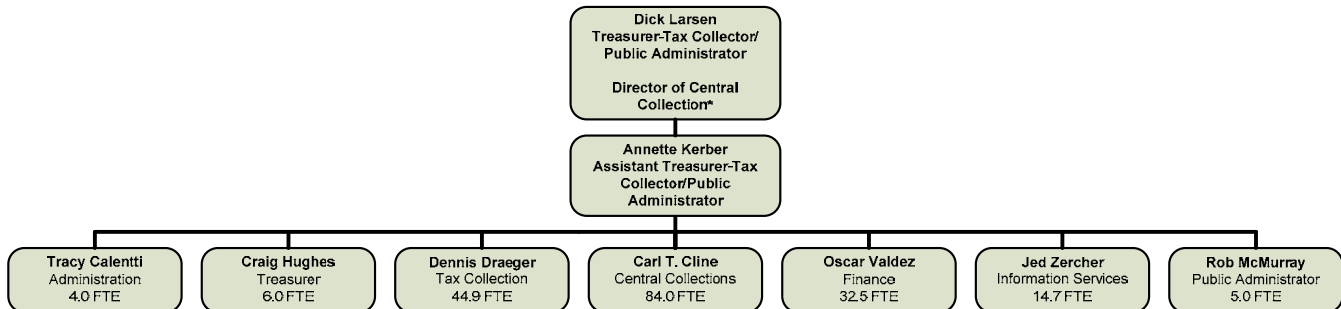 Dick Larsen
Treasurer-Tax Collector/
Public Administrator
Director of Central
Collection*
Annette Kerber
Assistant Treasurer-Tax
Collector/Public
Administrator
Tracy Calentti
Administration
4.0 FTE
Craig Hughes
Treasurer
6.0 FTE
Dennis Draeger
Tax Collection
44.9 FTE
Carl T. Cline
Central Collections
84.0 FTE
Oscar Valdez
Finance
32.5 FTE
Jed Zercher
Information Services
14.7 FTE
Rob McMurray
Public Administrator
5.0 FTE